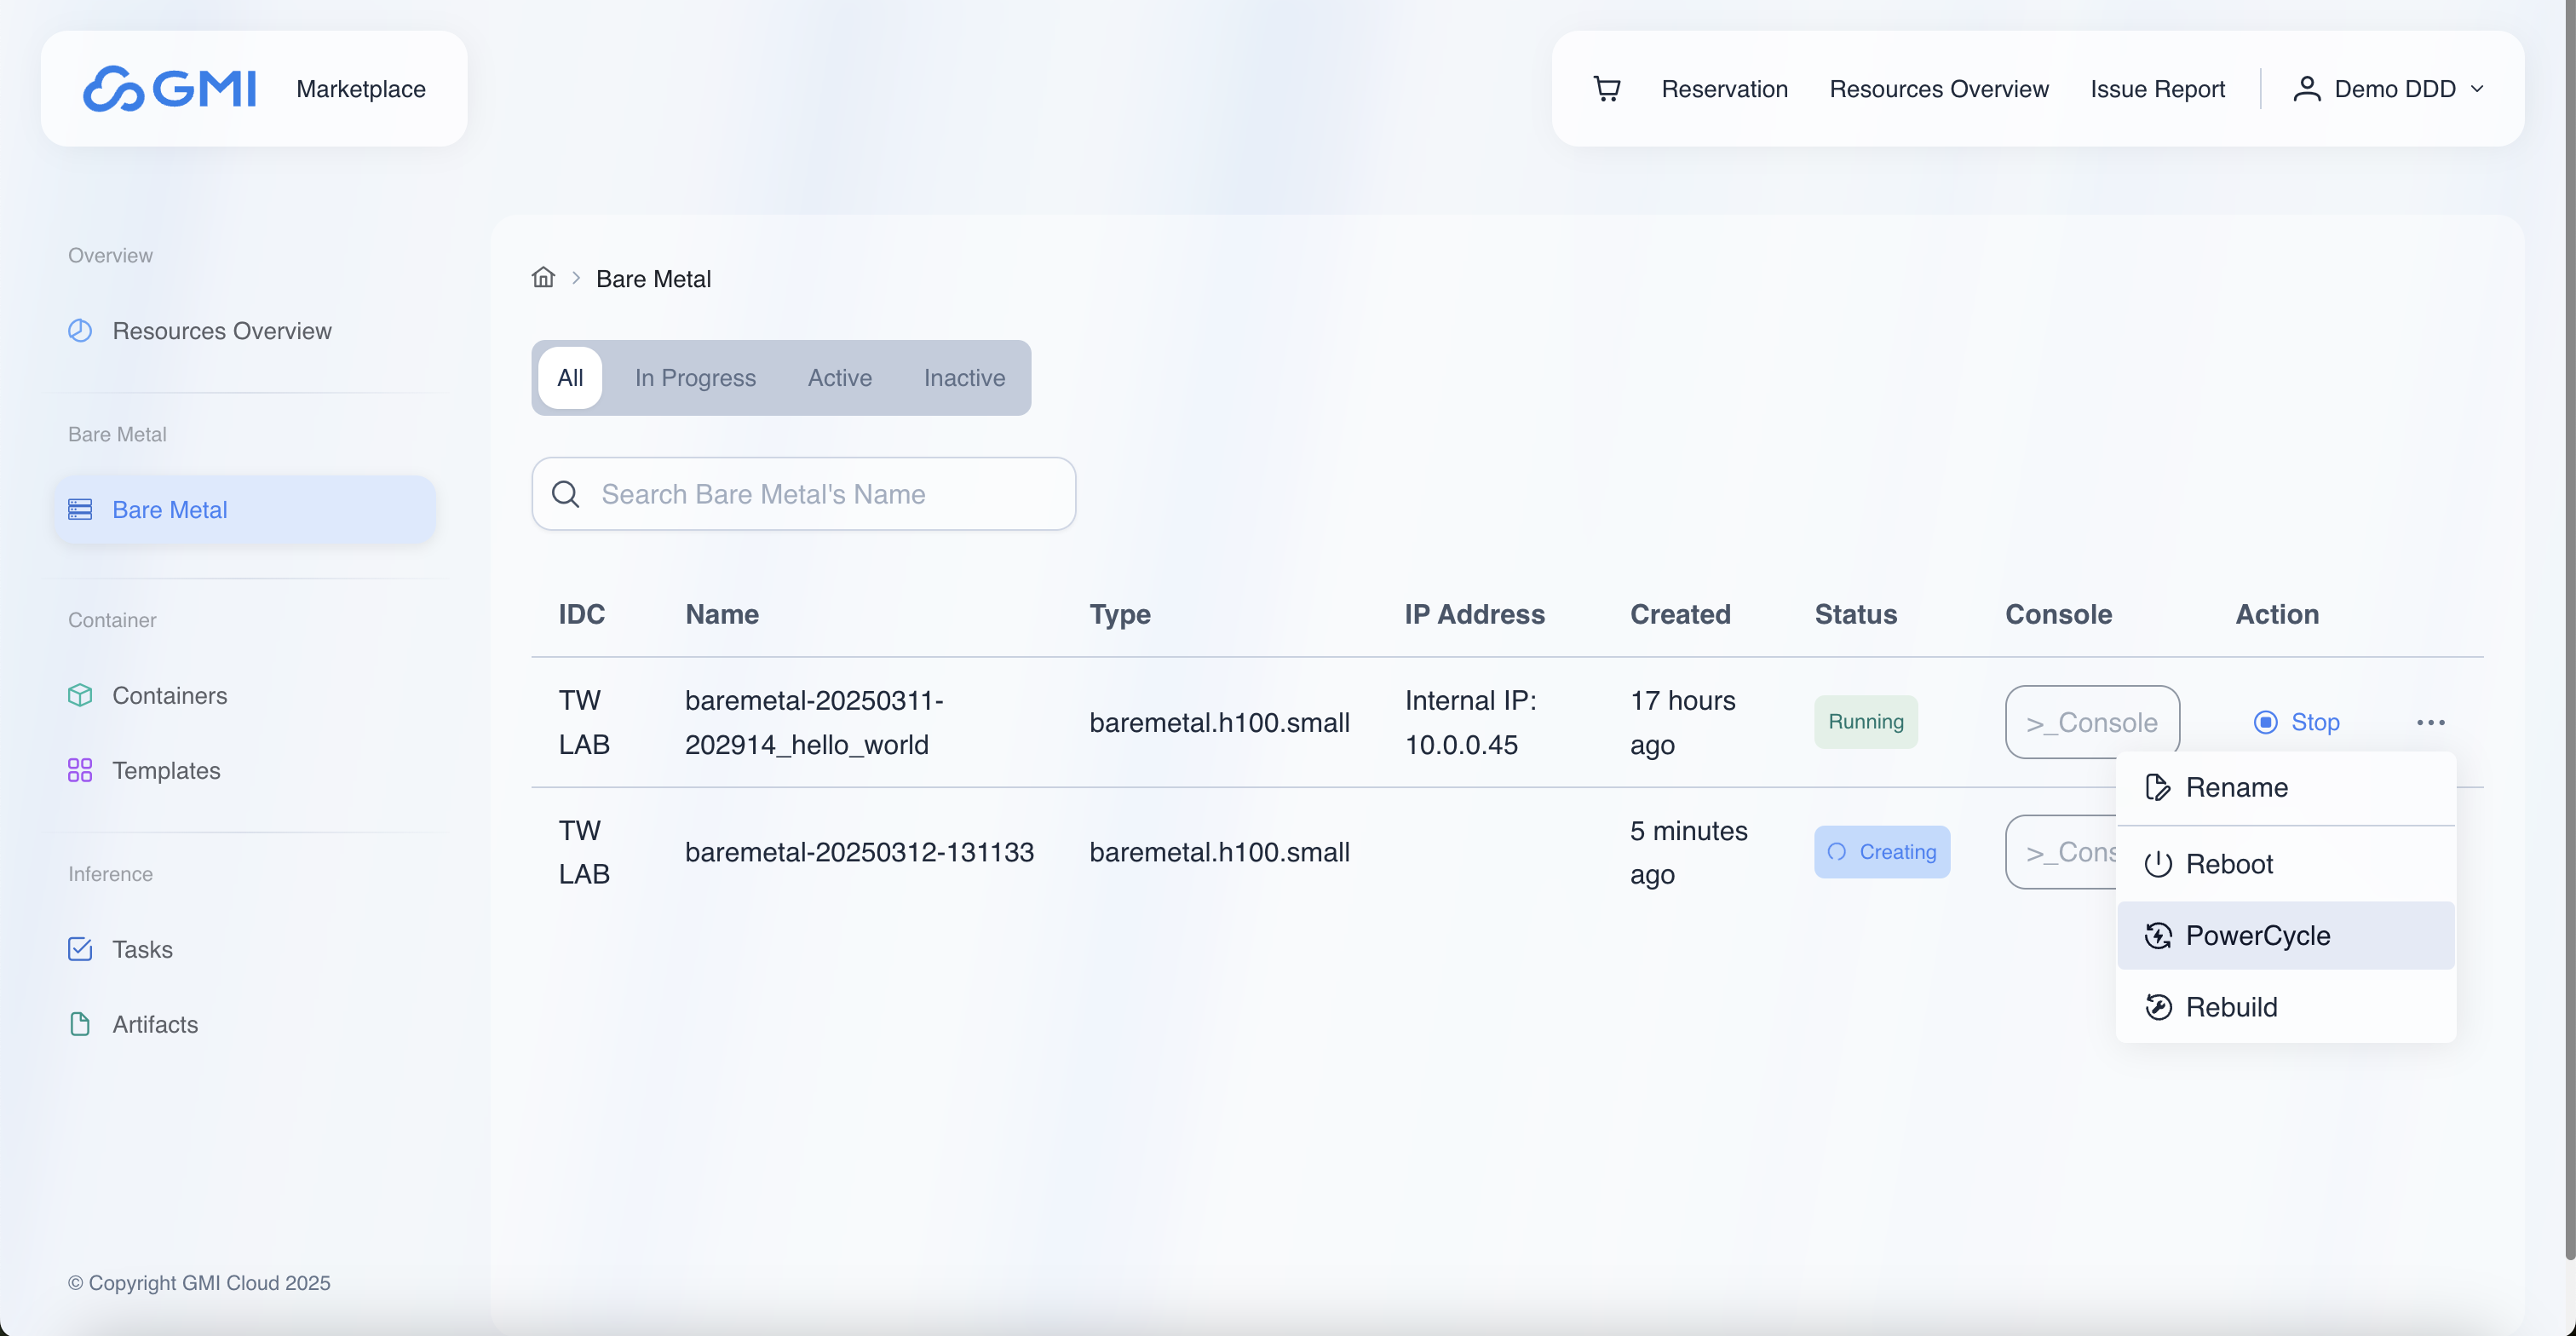 GMI
Marketplace
Reservation
Resources Overview
Issue Report
Demo DDD
Overview
Resources Overview
Bare Metal
Bare Metal
Container
Containers
Templates
Inference
Tasks
Artifacts
© Copyright GMI Cloud 2025
Bare Metal
All
In Progress
Active
Inactive
Search Bare Metal's Name
IDC
Name
Type
IP Address
Created
Status
Console
Action
TW
LAB
baremetal-20250311-
202914_hello_world
baremetal.h100.small
Internal IP:
10.0.0.45
17 hours
ago
Running
>_Console
Stop
TW
LAB
baremetal-20250312-131133
baremetal.h100.small
5 minutes
ago
Creating
>_Cons
Rename
Reboot
PowerCycle
Rebuild